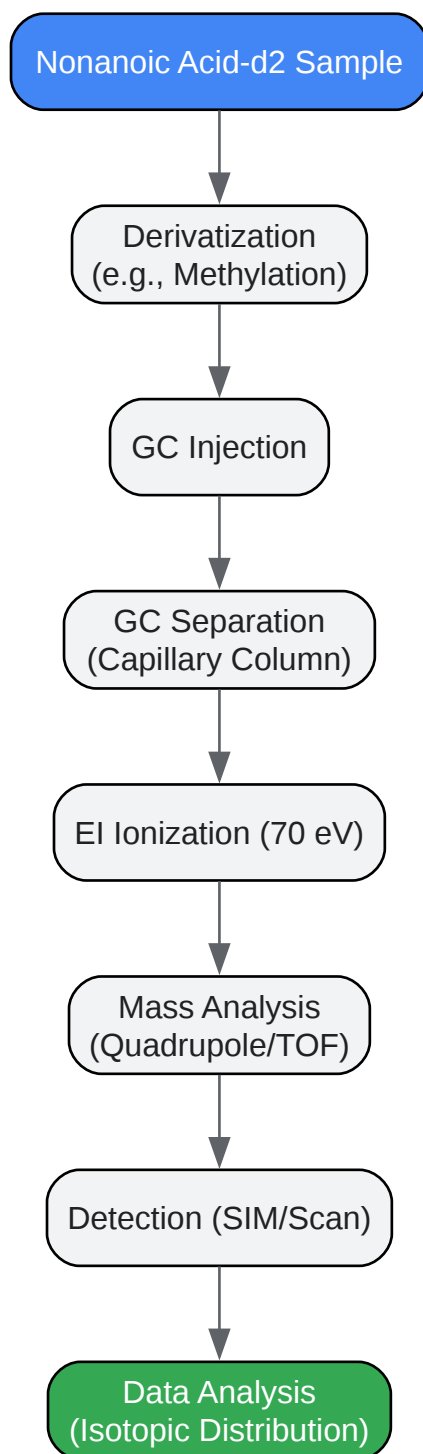 Nonanoic Acid-d2 Sample
Derivatization
(e.g., Methylation)
GC Injection
GC Separation
(Capillary Column)
EI Ionization (70 eV)
Mass Analysis
(Quadrupole/TOF)
Detection (SIM/Scan)
Data Analysis
(Isotopic Distribution)